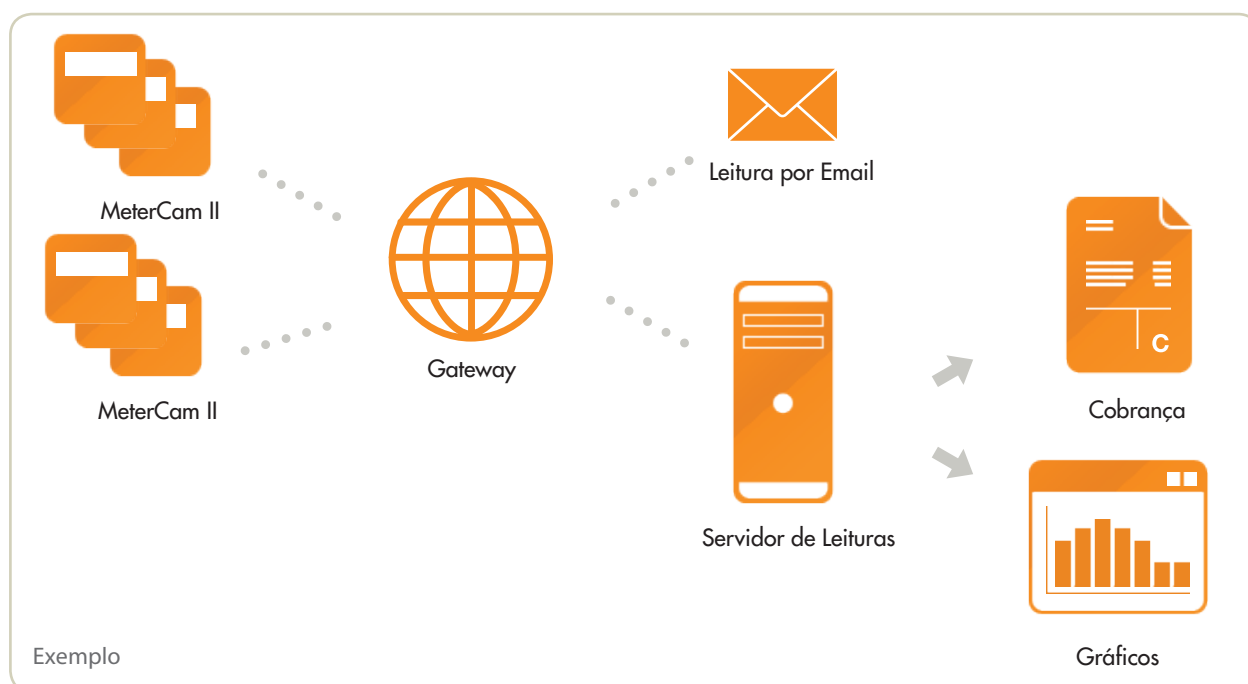 MeterCam II
MeterCam II
Gateway
Leitura por Email
Servidor de Leituras
C
Cobrança
Gráficos
Exemplo